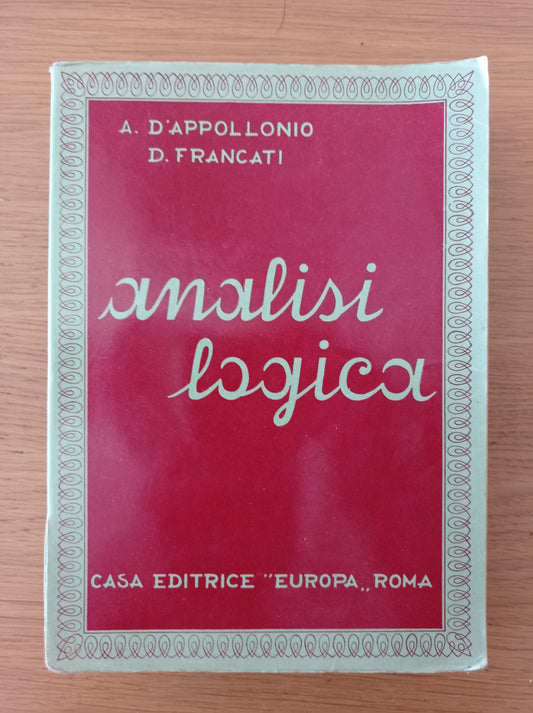 A. D'APPOLLONIO
D. FRANCATI
analisi
logica
CASA EDITRICE "EUROPA„ ROMA